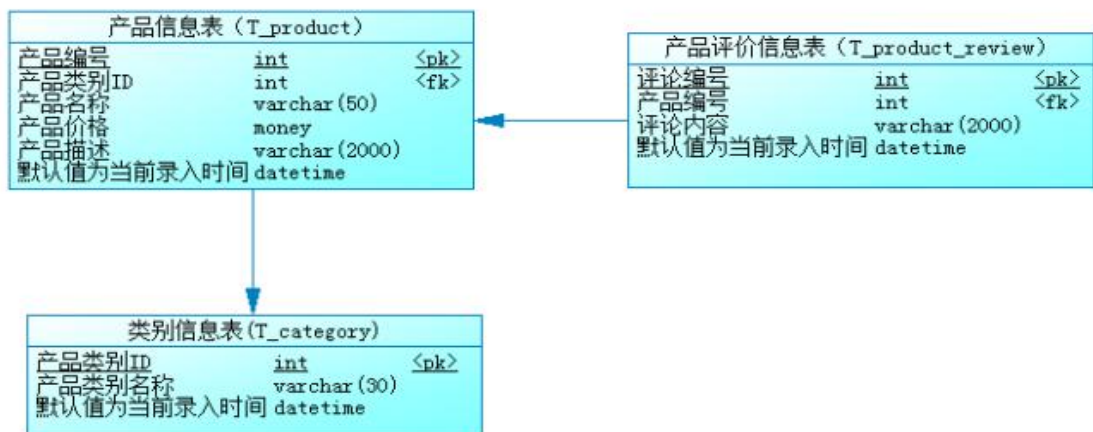 产品信息表（T_product）
产品编号 int <pk>
产品类别ID int <fk>
产品名称 varchar(50)
产品价格 money
产品描述 varchar(2000)
默认值为当前录入时间 datetime
产品评价信息表（T_product_review）
评论编号 int <pk>
产品编号 int <fk>
评论内容 varchar(2000)
默认值为当前录入时间 datetime
类别信息表(T_category)
产品类别ID int <pk>
产品类别名称 varchar(30)
默认值为当前录入时间 datetime